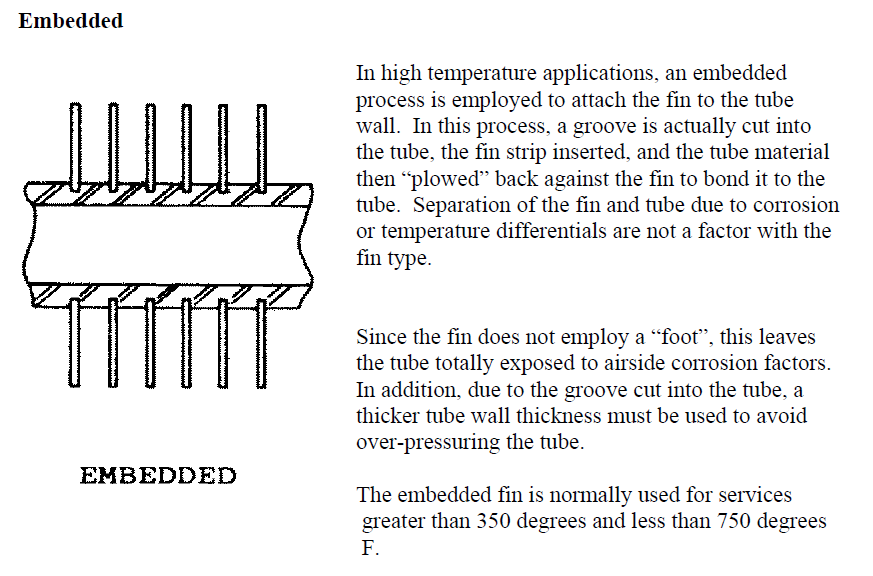 Embedded
In high temperature applications, an embedded
process is employed to attach the fin to the tube
wall.  In this process, a groove is actually cut into
the tube, the fin strip inserted, and the tube material
then “plowed” back against the fin to bond it to the
tube.  Separation of the fin and tube due to corrosion
or temperature differentials are not a factor with the
fin type.
Since the fin does not employ a “foot”, this leaves
the tube totally exposed to airside corrosion factors.
In addition, due to the groove cut into the tube, a
thicker tube wall thickness must be used to avoid
over-pressuring the tube.
EMBEDDED
The embedded fin is normally used for services
greater than 350 degrees and less than 750 degrees
F.